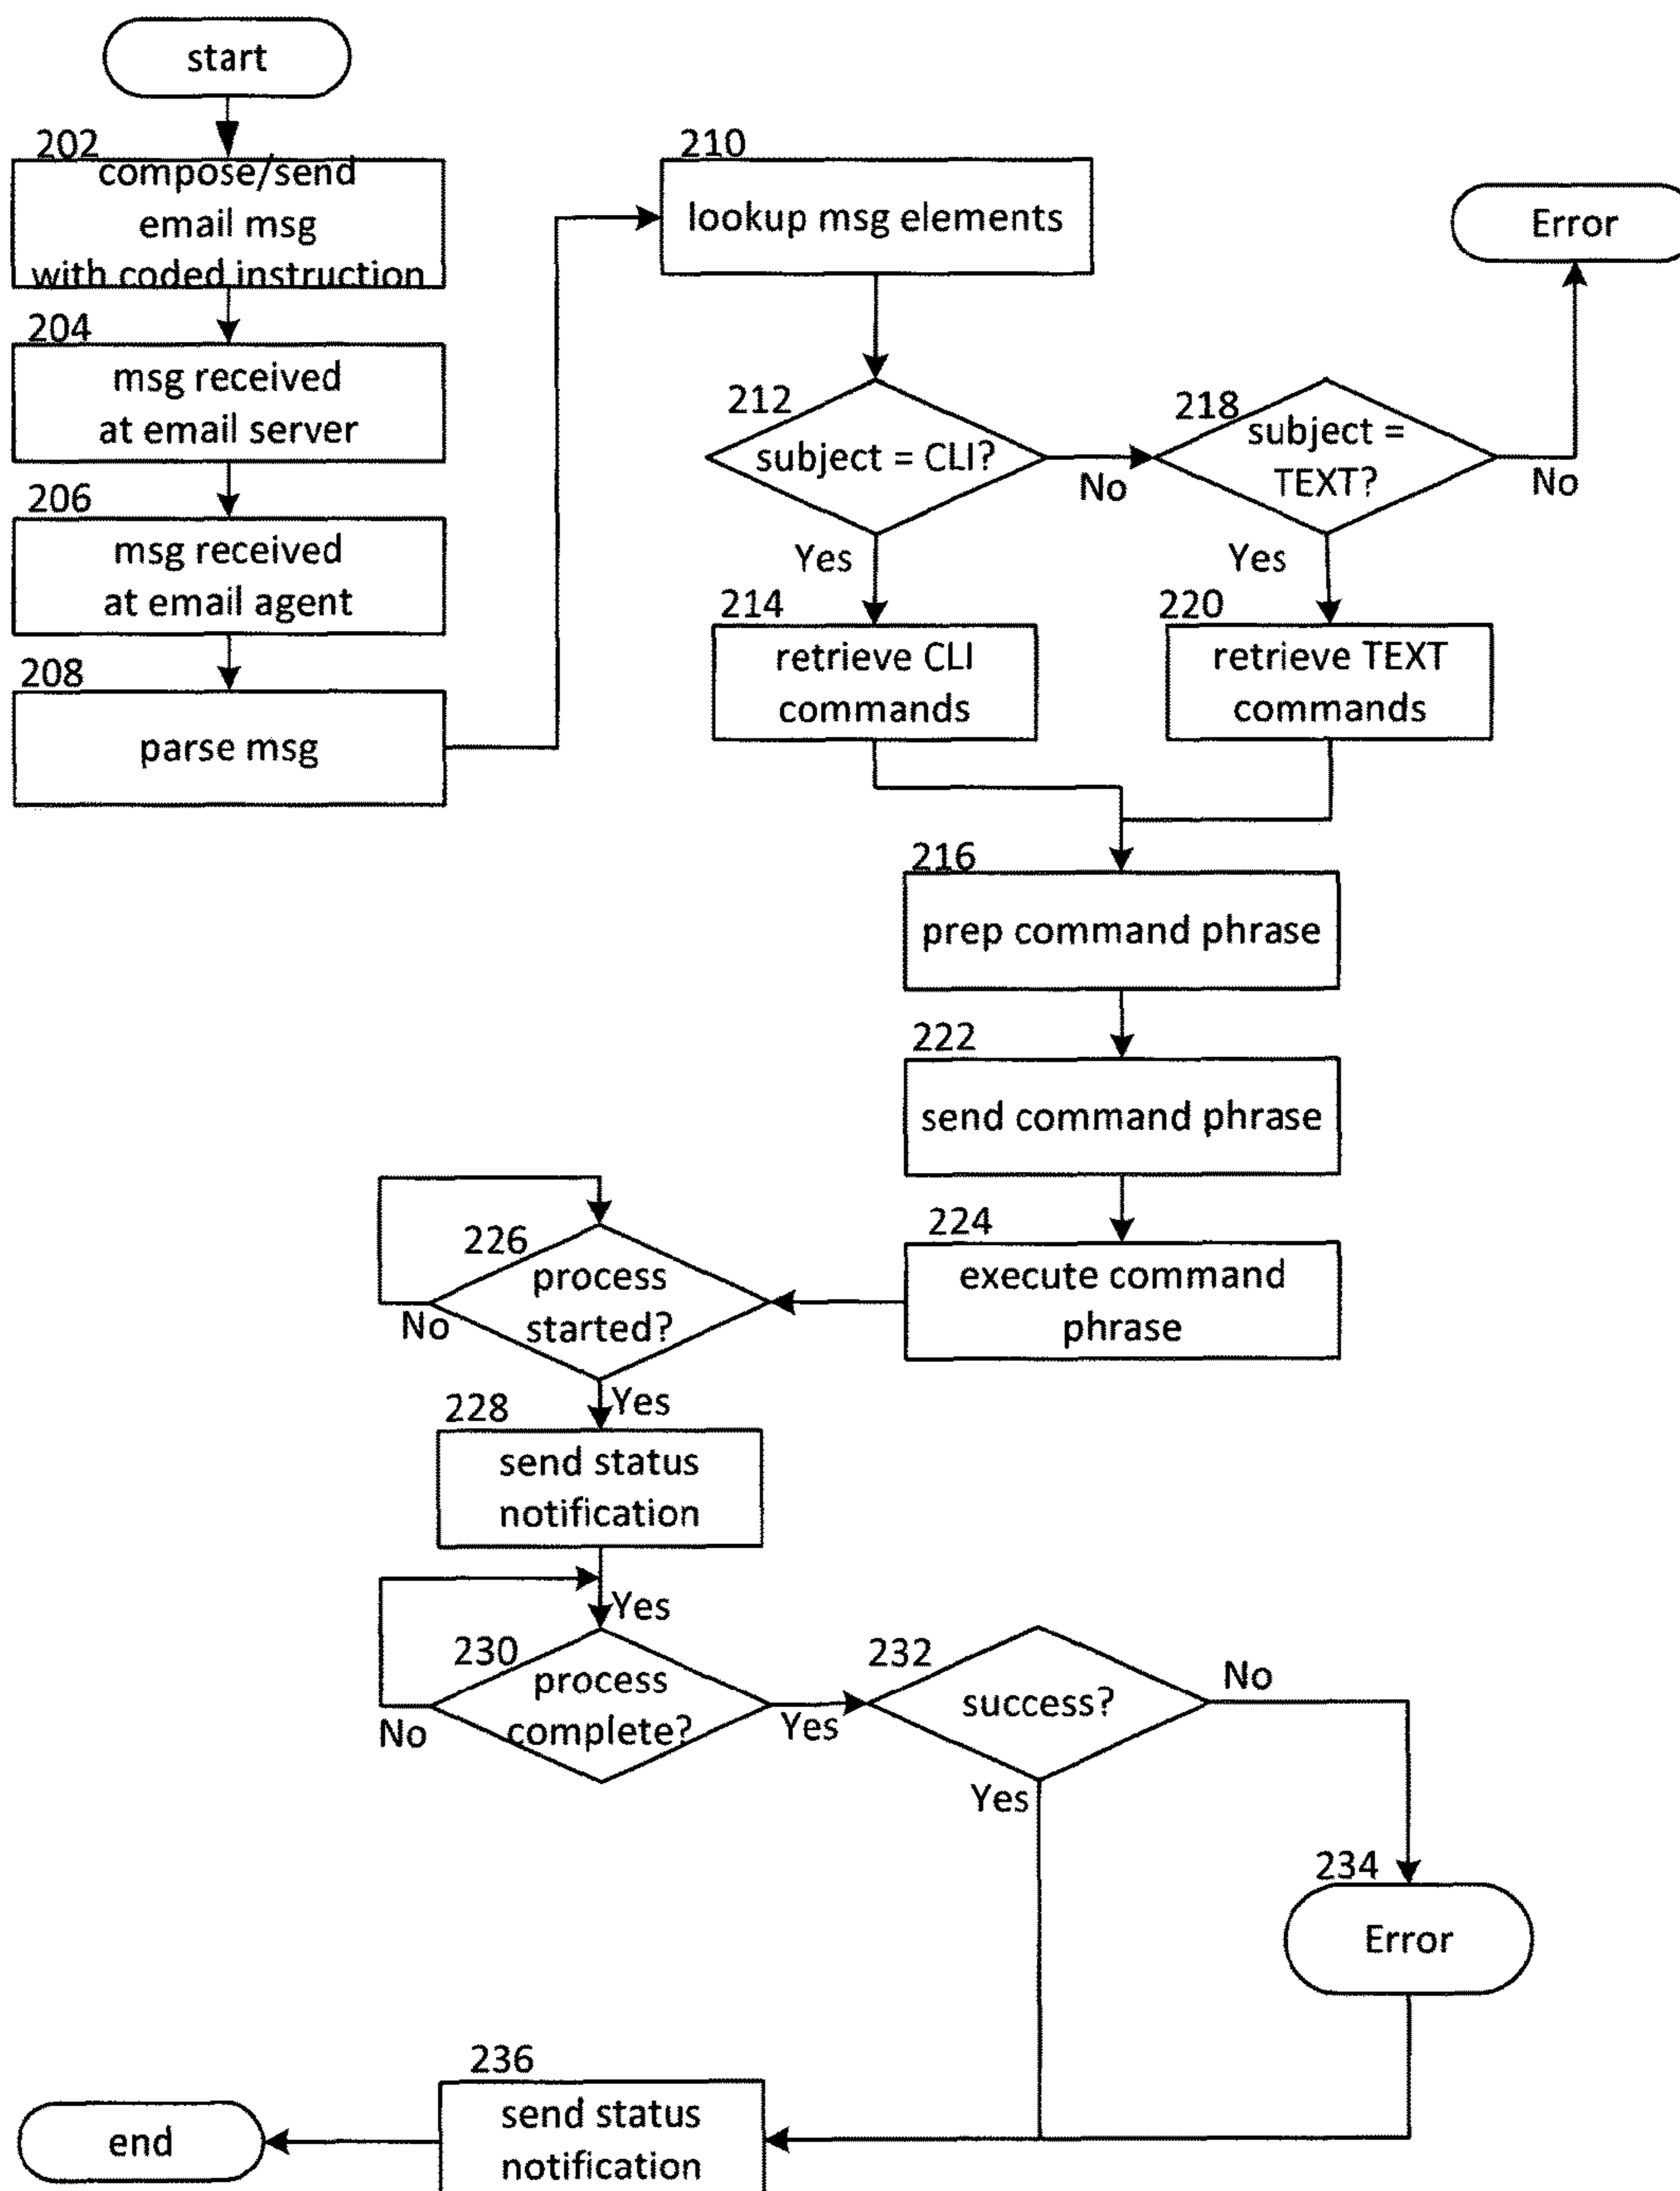 start
202
compose/send
email msg
with coded instruction
204
msg received
at email server
206
msg received
at email agent
208
parse msg
210
lookup msg elements
Error
212
subject = CLI?
No
Yes
218
subject =
TEXT?
No
Yes
214
retrieve CLI
commands
220
retrieve TEXT
commands
216
prep command phrase
222
send command phrase
224
execute command
phrase
226
process
started?
No
Yes
228
send status
notification
Yes
230
process
complete?
No
Yes
232
success?
No
Yes
234
Error
236
send status
notification
end